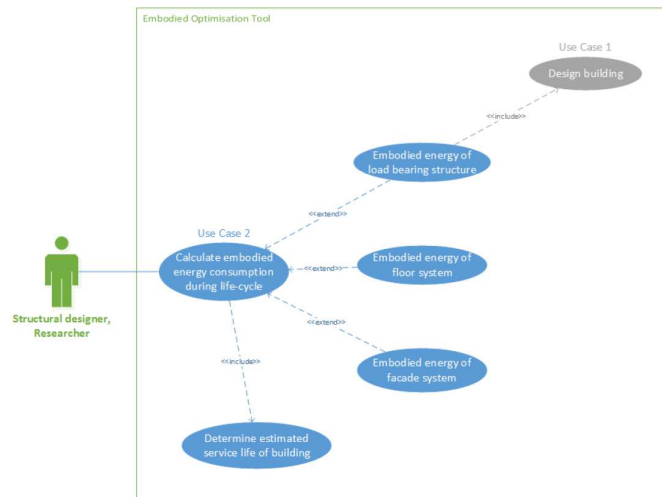 Embodied Optimisation Tool
Use Case 1
Design building
<<include>>
Embodied energy of
load bearing structure
<<extend>>
Use Case 2
Calculate embodied
energy consumption
during life-cycle
<<extend>>
Embodied energy of
floor system
Structural designer,
Researcher
<<extend>>
<<include>>
Embodied energy of
facade system
Determine estimated
service life of building